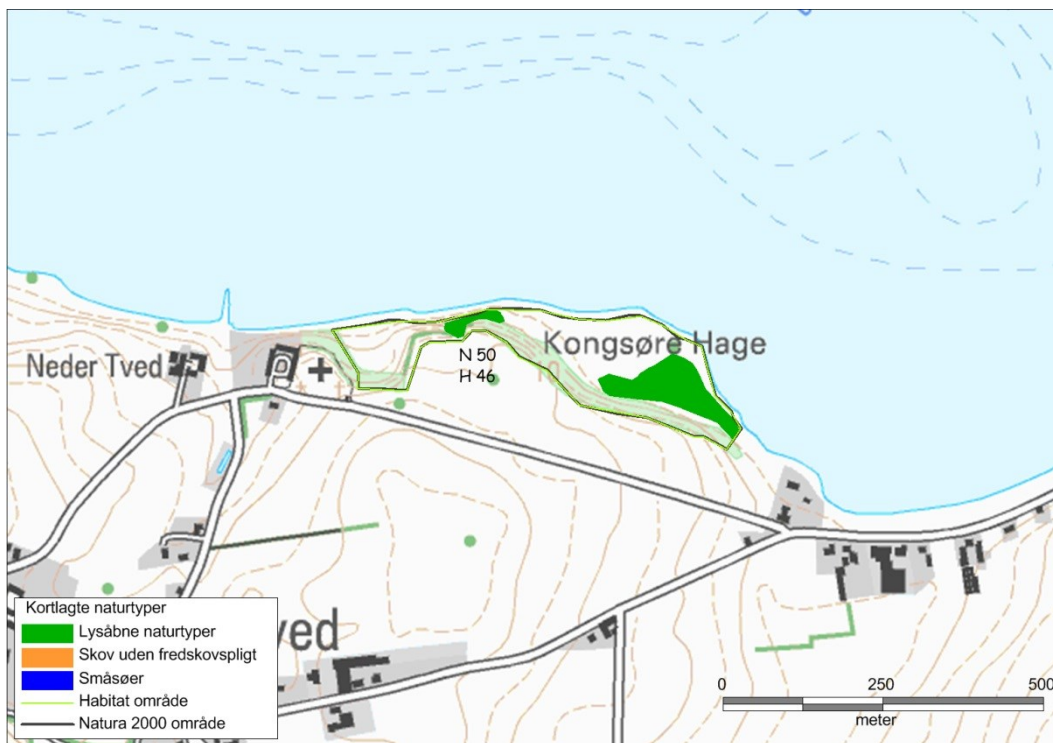 Kongsøre Hage
Neder Tved
N 50
H 46
ved
Kortlagte naturtyper
Lysåbne naturtyper
Skov uden fredskovspligt
Småsøer
Habitat område
Natura 2000 område
0 250 500
meter